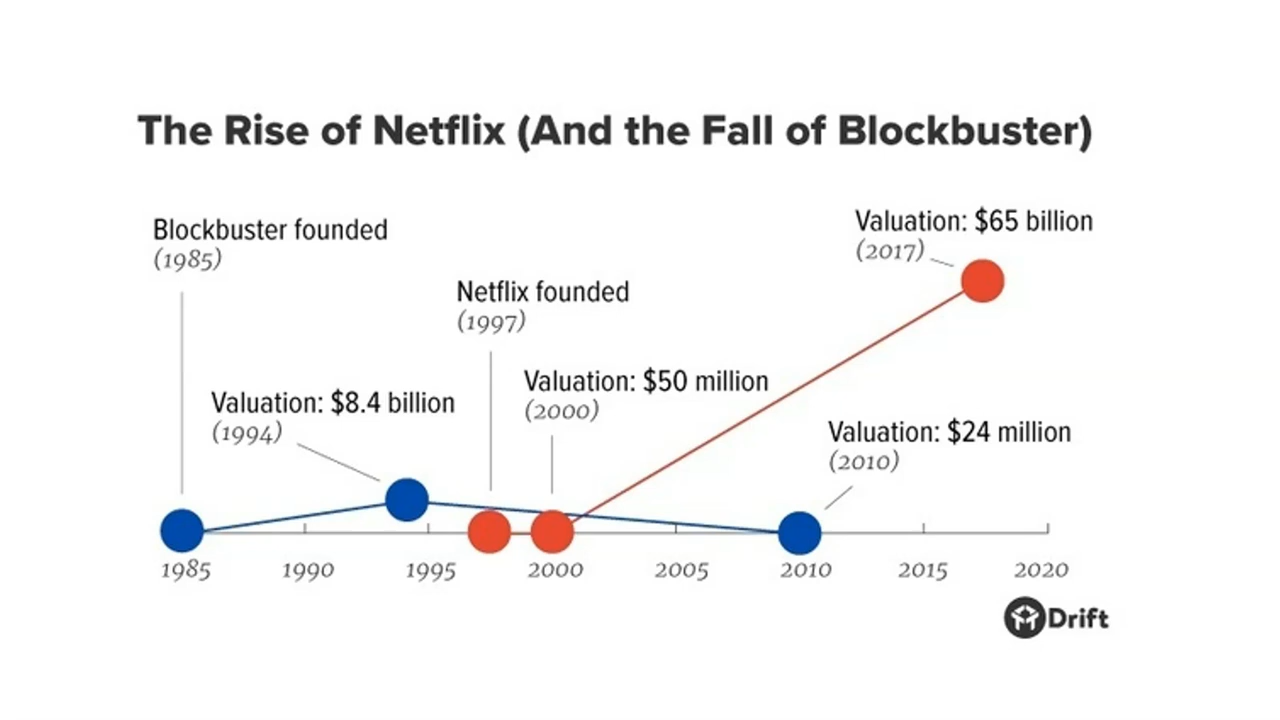 The Rise of Netflix (And the Fall of Blockbuster)
Blockbuster founded
(1985)
Valuation: $65 billion
(2017)
Netflix founded
(1997)
Valuation: $8.4 billion
(1994)
Valuation: $50 million
(2000)
Valuation: $24 million
(2010)
1985 1990 1995 2000 2005 2010 2015 2020
Drift